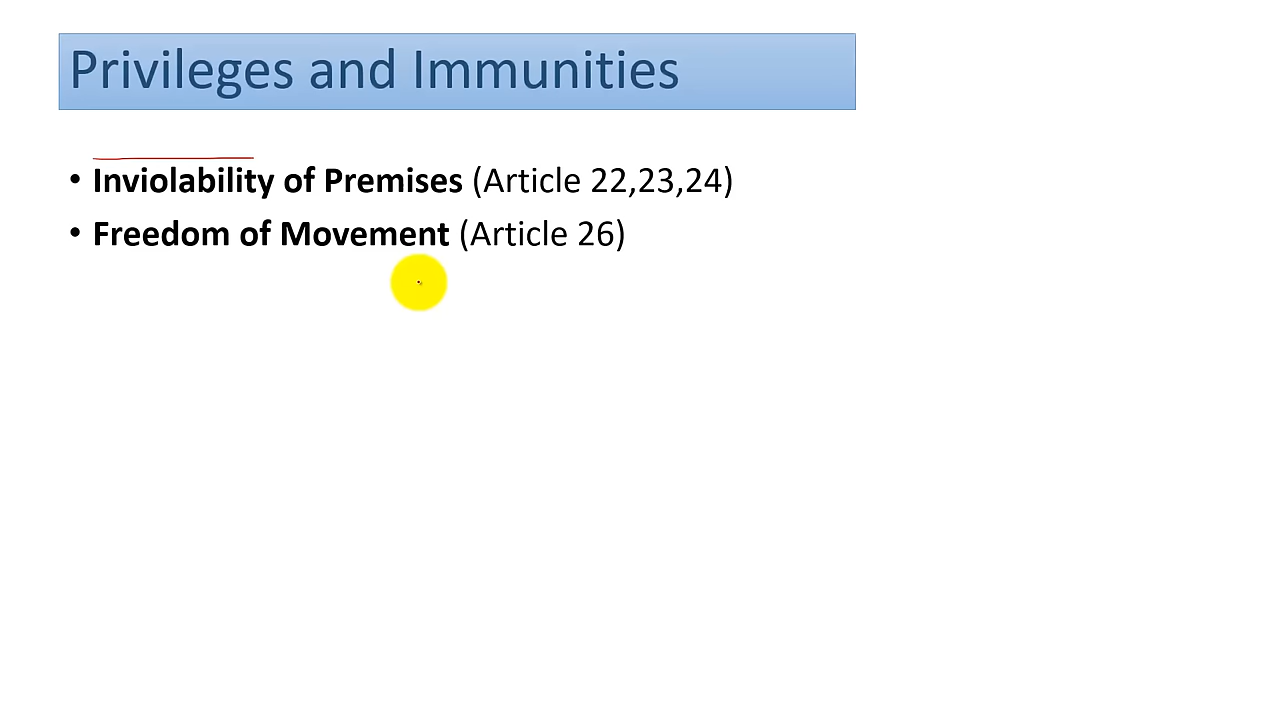 Privileges and Immunities
• Inviolability of Premises (Article 22,23,24)
• Freedom of Movement (Article 26)